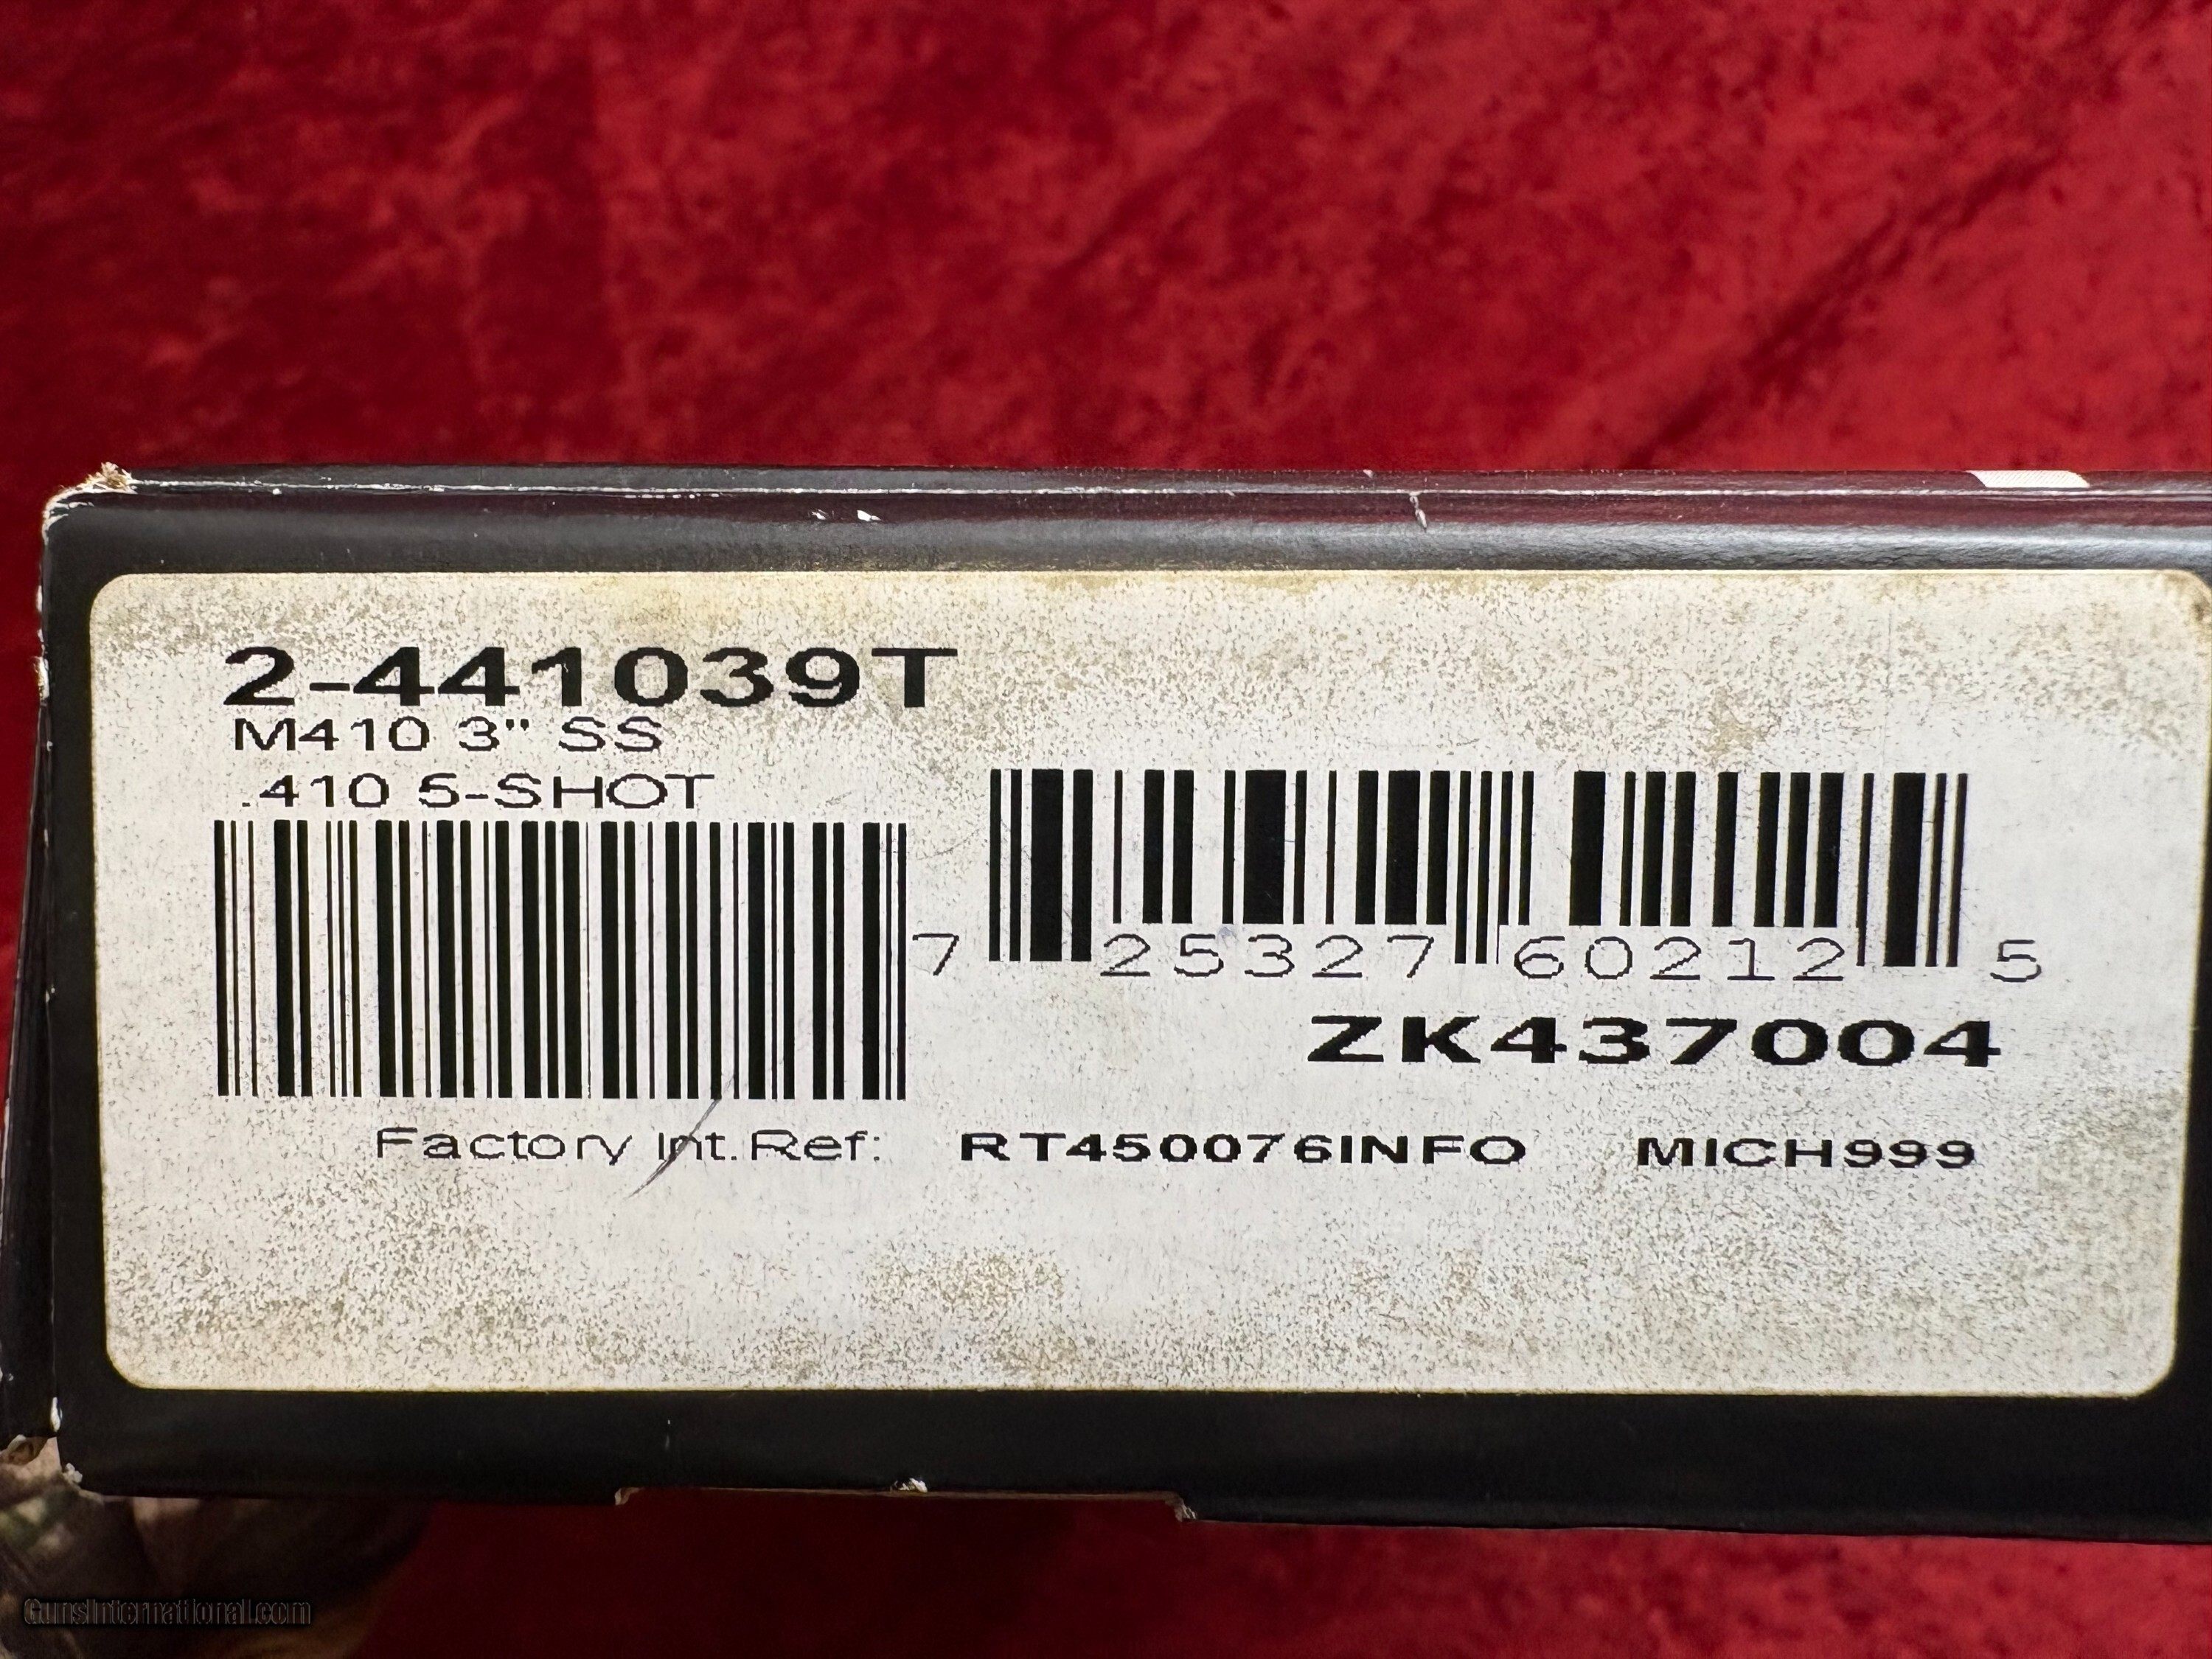 2-441039T
M410 3" SS
.410 5-SHOT
7 25327 60212 5
ZK437004
Factory Int.Ref: RT450076INFO MICH999
GunsInternational.com